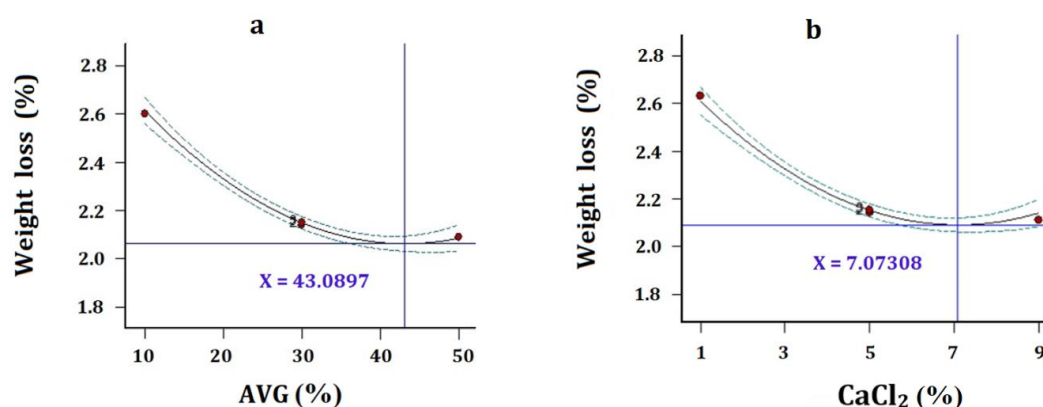 a
Weight loss (%)
2.8
2.6
2.4
2.2
2.0
1.8
2
X = 43.0897
10 20 30 40 50
AVG (%)
b
Weight loss (%)
2.8
2.6
2.4
2.2
2.0
1.8
2
X = 7.07308
1 3 5 7 9
CaCl₂ (%)